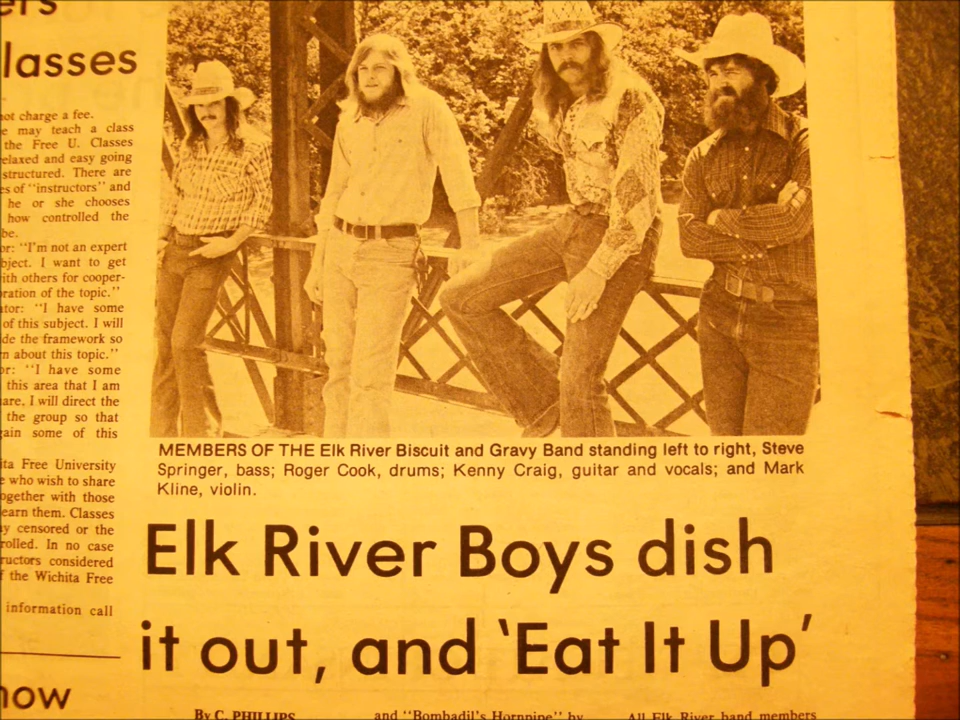 ers
lasses
not charge a fee.
e may teach a class
the Free U. Classes
elaxed and easy going
structured. There are
es of "instructors" and
he or she chooses
how controlled the
be.
or: "I'm not an expert
bject. I want to get
ith others for cooper-
ration of the topic."
ator: "I have some
of this subject. I will
de the framework so
n about this topic."
or: "I have some
this area that I am
are. I will direct the
the group so that
gain some of this
ita Free University
e who wish to share
ogether with those
earn them. Classes
y censored or the
rolled. In no case
ructors considered
f the Wichita Free
information call
now
MEMBERS OF THE Elk River Biscuit and Gravy Band standing left to right, Steve
Springer, bass; Roger Cook, drums; Kenny Craig, guitar and vocals; and Mark
Kline, violin.
Elk River Boys dish
it out, and 'Eat It Up'
By C. PHILLIPS
and "Bombadil's Hornpipe" by
All Elk River band members